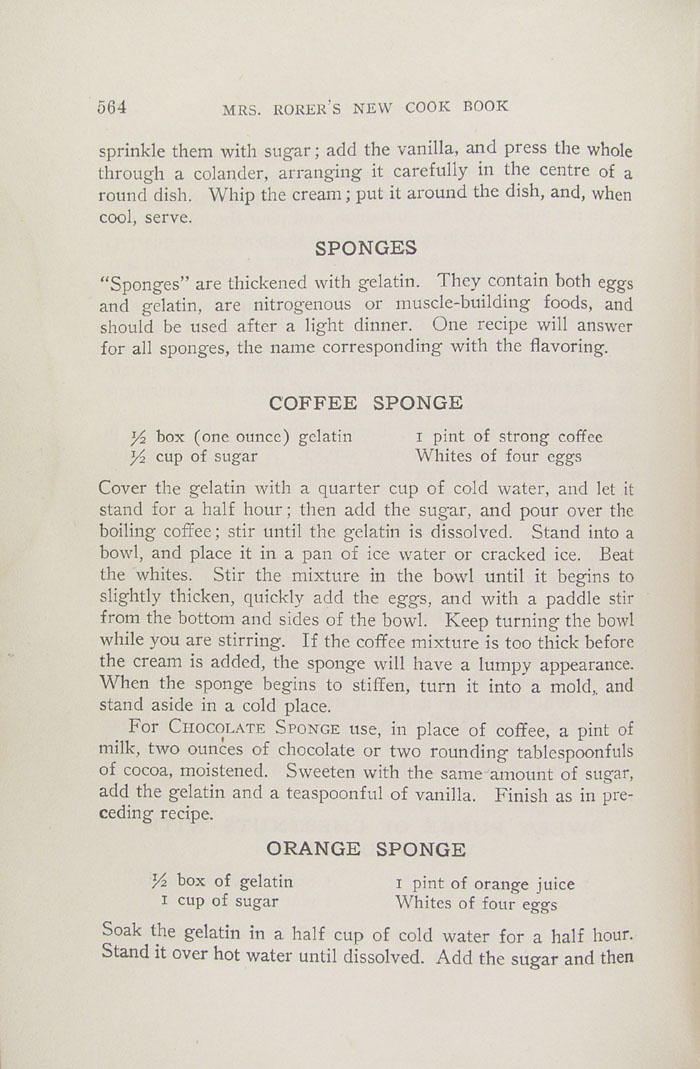 564
MRS. RORER'S NEW COOK BOOK
sprinkle them with sugar; add the vanilla, and press the whole
through a colander, arranging it carefully in the centre of a
round dish. Whip the cream; put it around the dish, and, when
cool, serve.
SPONGES
“Sponges” are thickened with gelatin. They contain both eggs
and gelatin, are nitrogenous or muscle-building foods, and
should be used after a light dinner. One recipe will answer
for all sponges, the name corresponding with the flavoring.
COFFEE SPONGE
½ box (one ounce) gelatin
½ cup of sugar
1 pint of strong coffee
Whites of four eggs
Cover the gelatin with a quarter cup of cold water, and let it
stand for a half hour; then add the sugar, and pour over the
boiling coffee; stir until the gelatin is dissolved. Stand into a
bowl, and place it in a pan of ice water or cracked ice. Beat
the whites. Stir the mixture in the bowl until it begins to
slightly thicken, quickly add the eggs, and with a paddle stir
from the bottom and sides of the bowl. Keep turning the bowl
while you are stirring. If the coffee mixture is too thick before
the cream is added, the sponge will have a lumpy appearance.
When the sponge begins to stiffen, turn it into a mold, and
stand aside in a cold place.
For CHOCOLATE SPONGE use, in place of coffee, a pint of
milk, two ounces of chocolate or two rounding tablespoonfuls
of cocoa, moistened. Sweeten with the same amount of sugar,
add the gelatin and a teaspoonful of vanilla. Finish as in pre-
ceding recipe.
ORANGE SPONGE
½ box of gelatin
1 cup of sugar
1 pint of orange juice
Whites of four eggs
Soak the gelatin in a half cup of cold water for a half hour.
Stand it over hot water until dissolved. Add the sugar and then